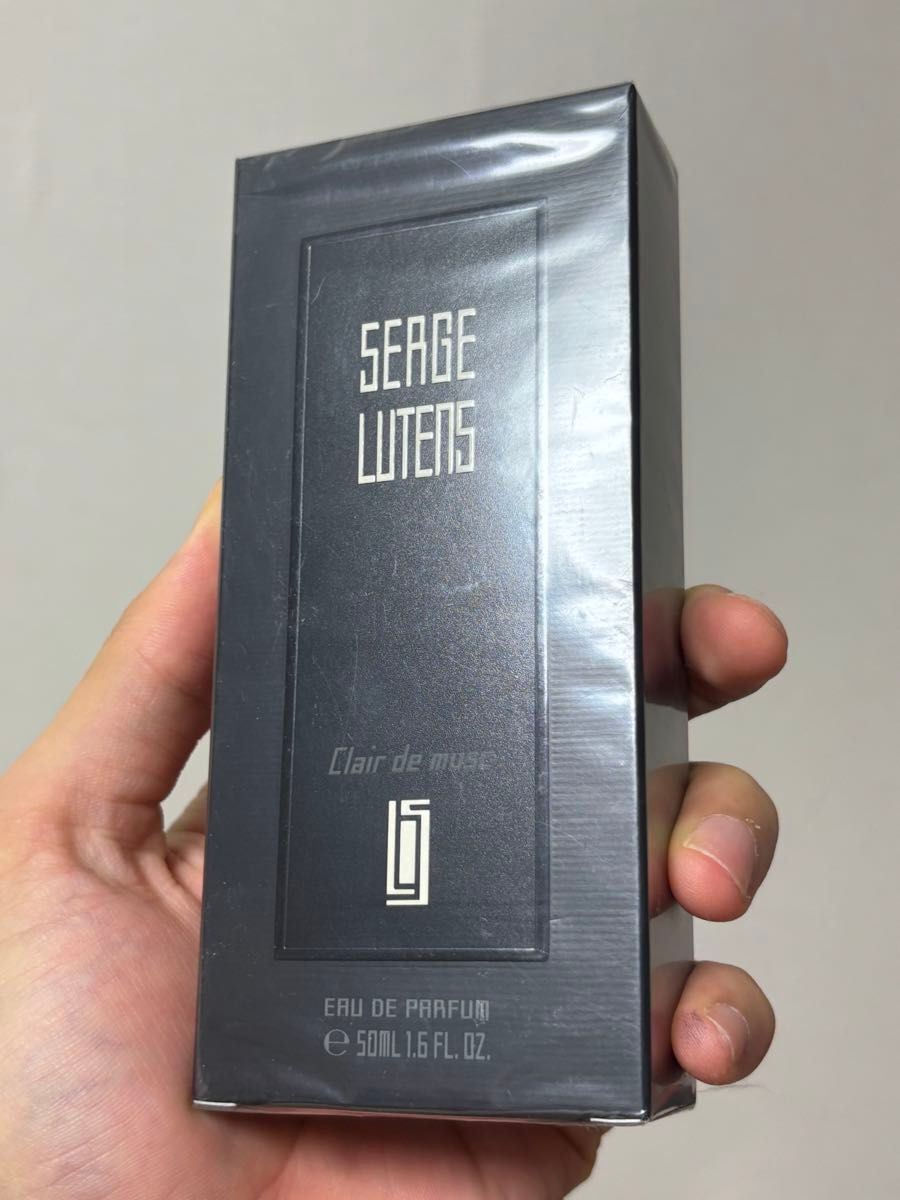 SERGE
LUTENS
Clair de musc
EAU DE PARFUM
℮ 50ML 1.6 FL. OZ.